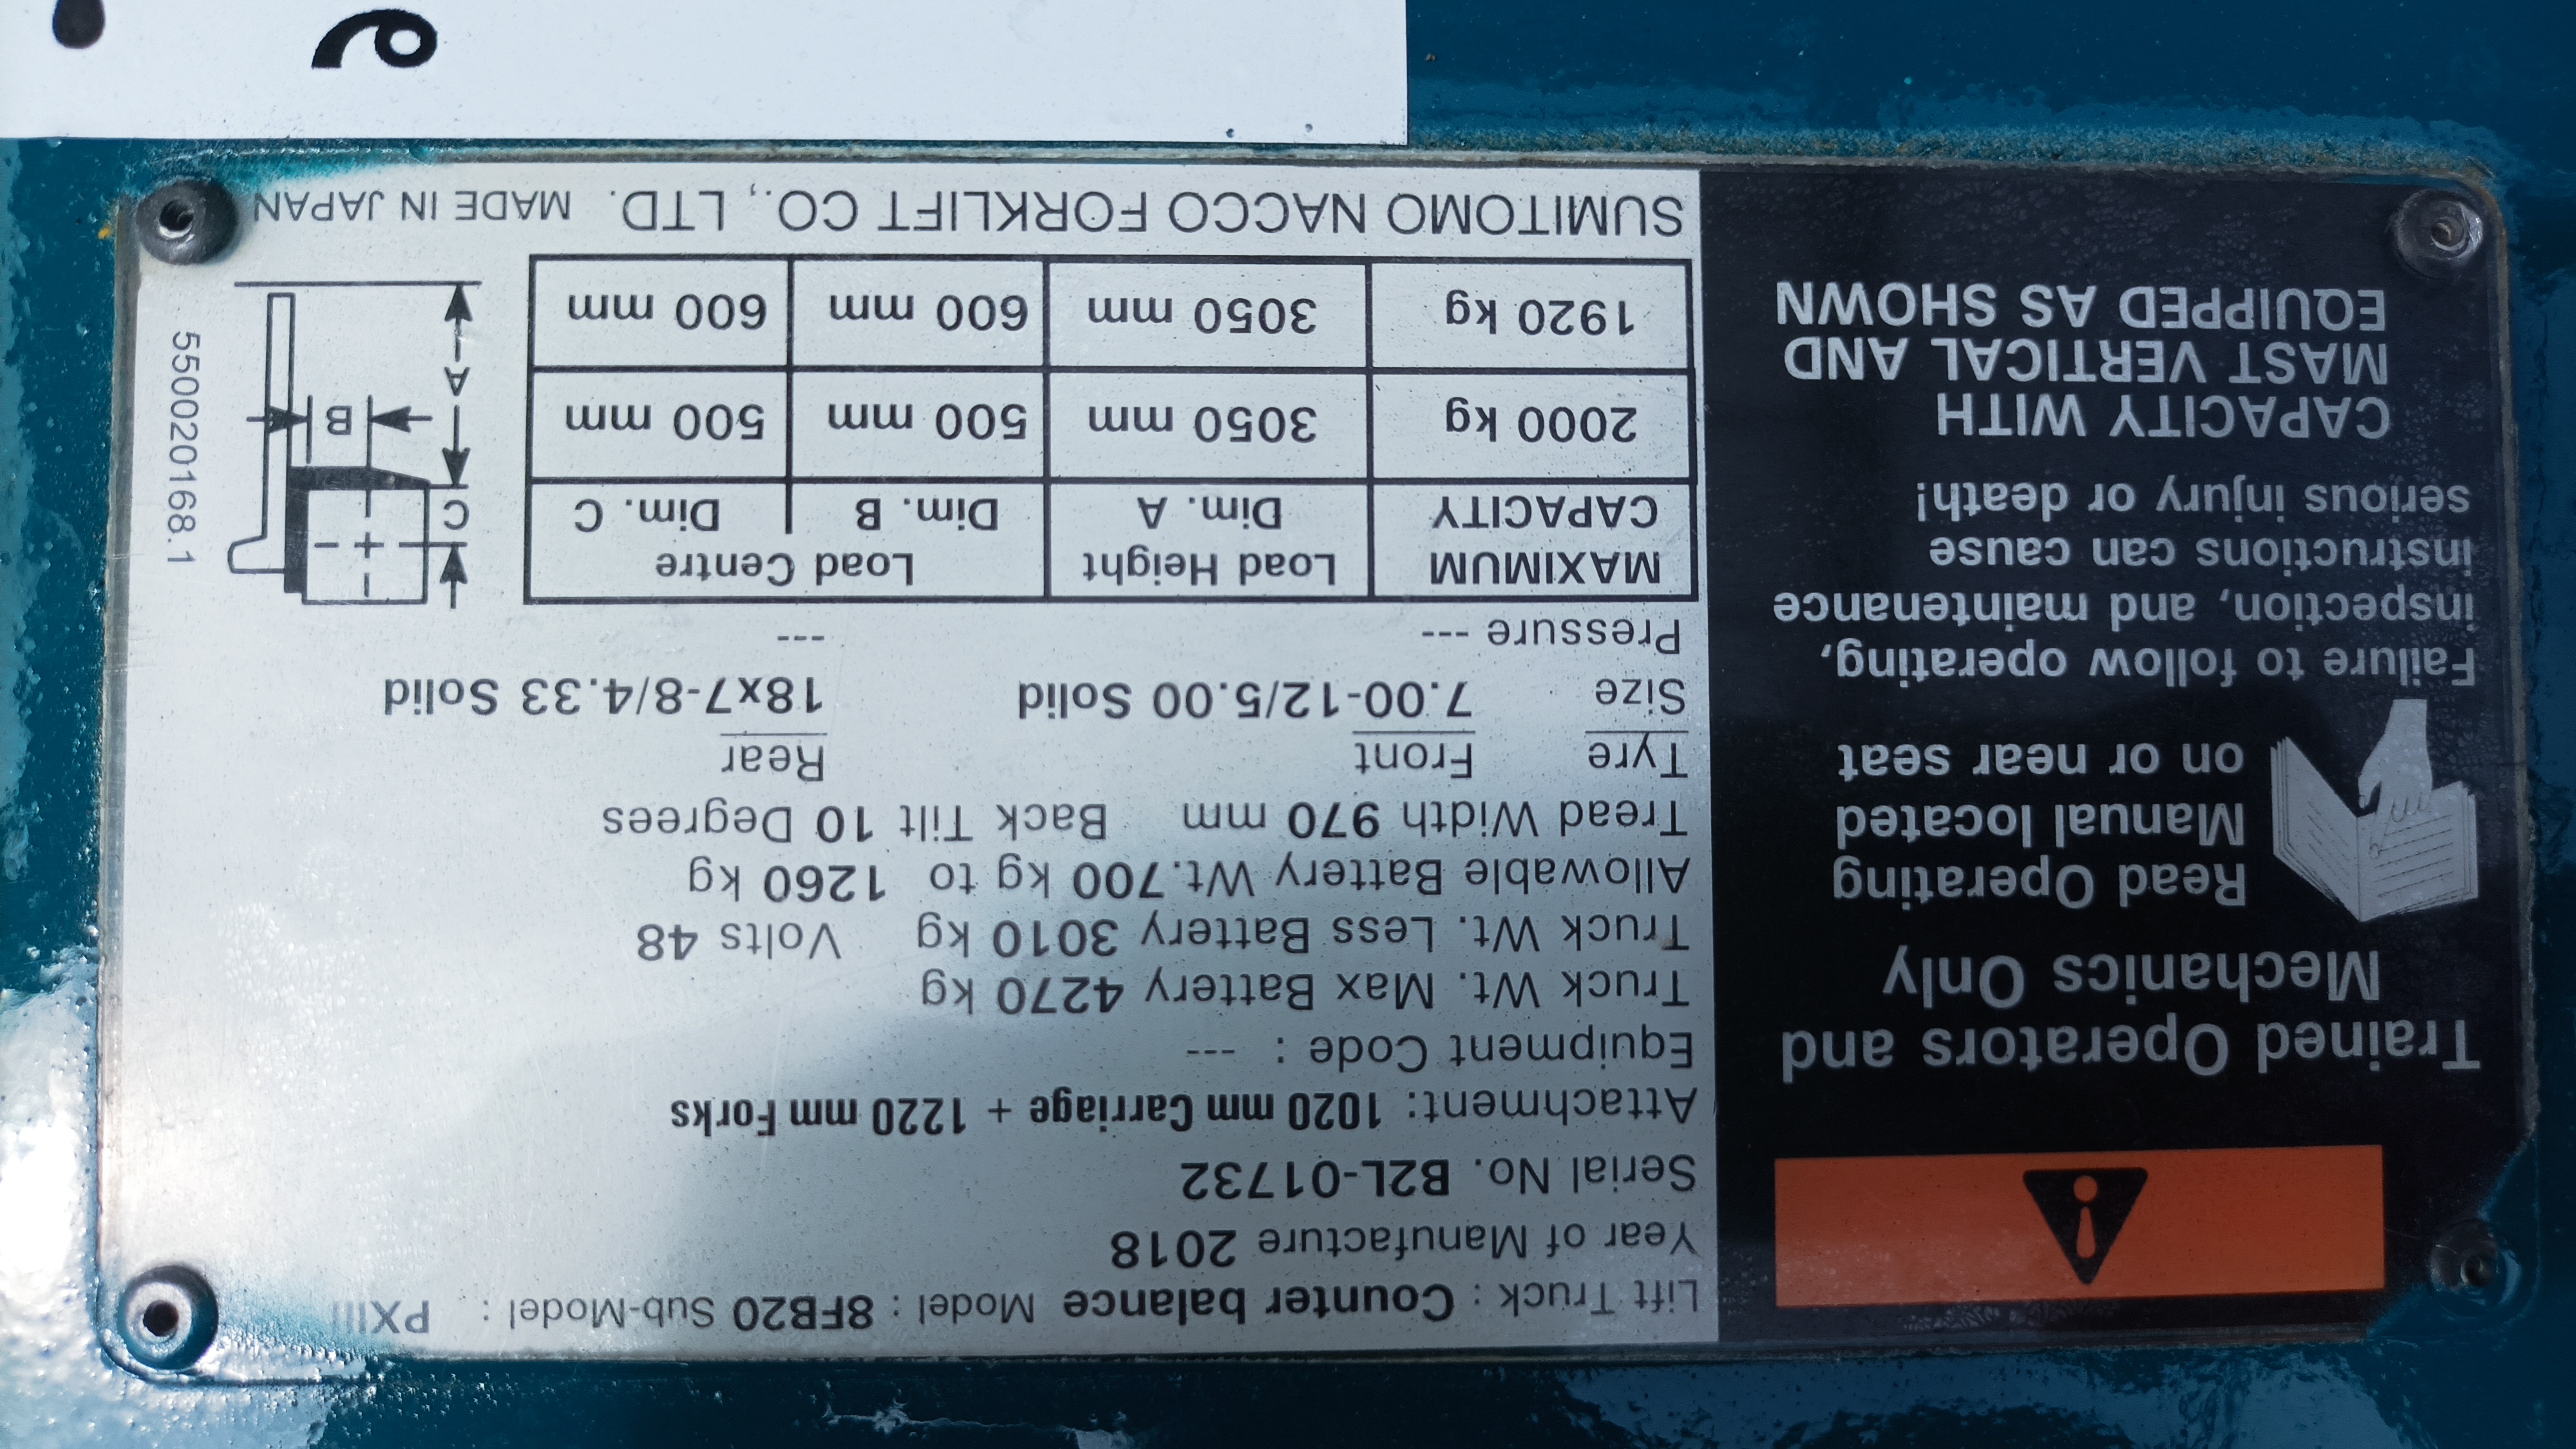 Trained Operators and
Mechanics Only
Read Operating
Manual located
on or near seat
Failure to follow operating,
inspection, and maintenance
instructions can cause
serious injury or death!
CAPACITY WITH
MAST VERTICAL AND
EQUIPPED AS SHOWN
Lift Truck : Counter balance Model : 8FB20 Sub-Model : PXIII
Year of Manufacture 2018
Serial No. B2L-01732
Attachment: 1020 mm Carriage + 1220 mm Forks
Equipment Code : ---
Truck Wt. Max Battery 4270 kg
Truck Wt. Less Battery 3010 kg Volts 48
Allowable Battery Wt. 700 kg to 1260 kg
Tread Width 970 mm Back Tilt 10 Degrees
Tyre Front Rear
Size 7.00-12/5.00 Solid 18x7-8/4.33 Solid
Pressure --- ---
MAXIMUM Load Height Load Centre
CAPACITY Dim. A Dim. B Dim. C
2000 kg 3050 mm 500 mm 500 mm
1920 kg 3050 mm 600 mm 600 mm
C
B
A
550020168.1
SUMITOMO NACCO FORKLIFT CO., LTD. MADE IN JAPAN